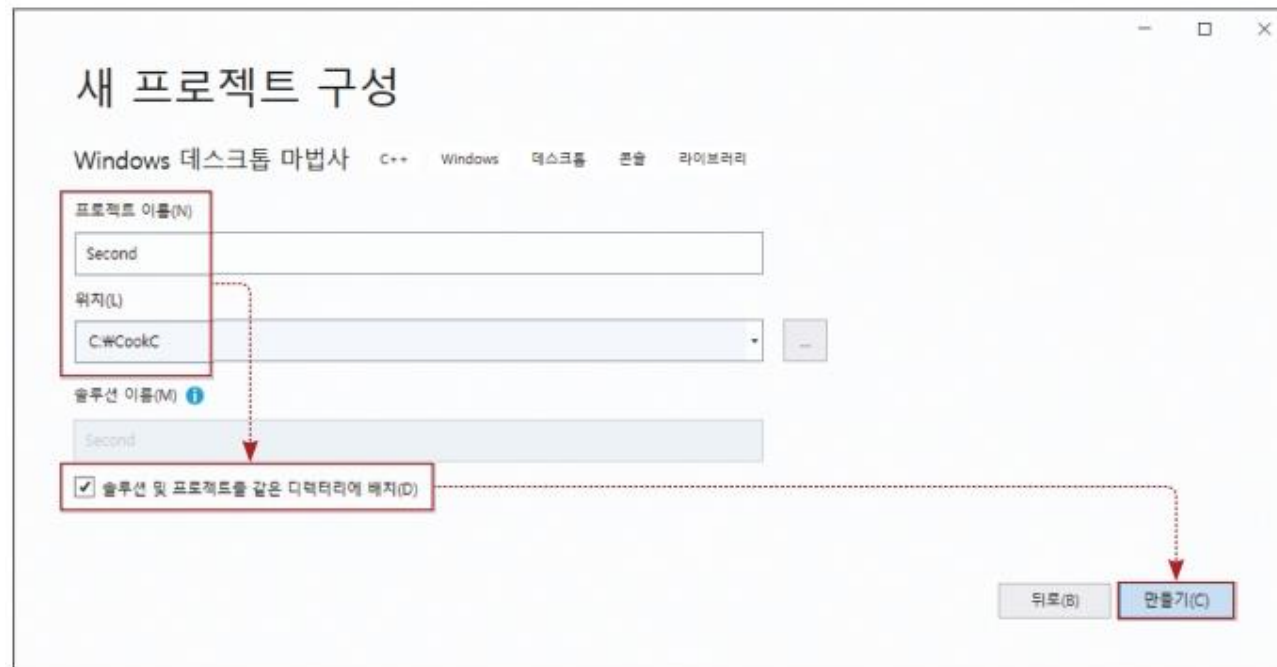 새 프로젝트 구성
Windows 데스크톱 마법사 C++ Windows 데스크톱 콘솔 라이브러리
프로젝트 이름(N)
Second
위치(L)
C:₩CookC
...
솔루션 이름(M)
Second
솔루션 및 프로젝트를 같은 디렉터리에 배치(D)
뒤로(B) 만들기(C)